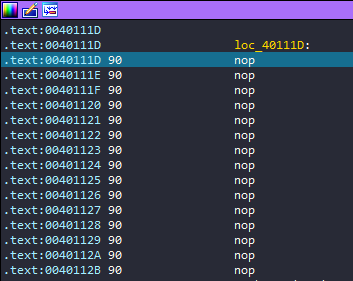 .text:0040111D
.text:0040111D loc_40111D:
.text:0040111D 90 nop
.text:0040111E 90 nop
.text:0040111F 90 nop
.text:00401120 90 nop
.text:00401121 90 nop
.text:00401122 90 nop
.text:00401123 90 nop
.text:00401124 90 nop
.text:00401125 90 nop
.text:00401126 90 nop
.text:00401127 90 nop
.text:00401128 90 nop
.text:00401129 90 nop
.text:0040112A 90 nop
.text:0040112B 90 nop